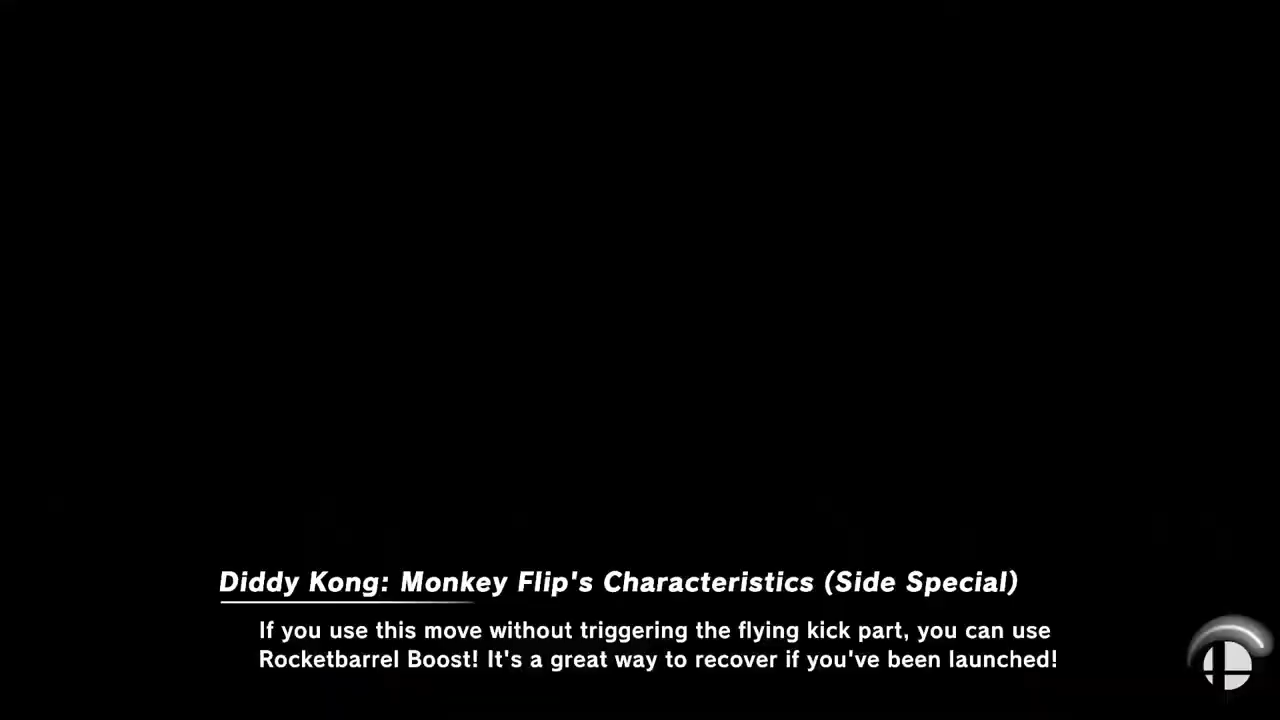 Diddy Kong: Monkey Flip's Characteristics (Side Special)
If you use this move without triggering the flying kick part, you can use
Rocketbarrel Boost! It's a great way to recover if you've been launched!